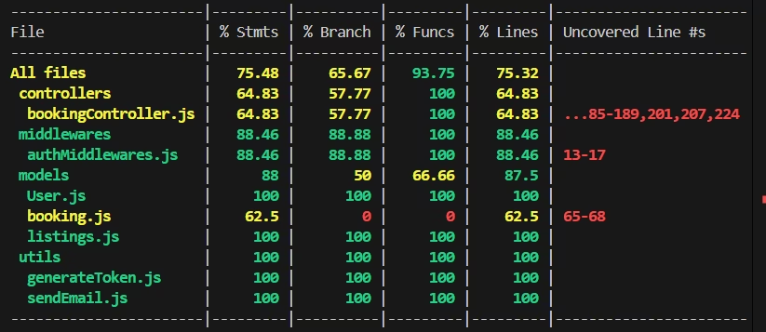 -----------------------|---------|----------|---------|---------|------------------------
File                   | % Stmts | % Branch | % Funcs | % Lines | Uncovered Line #s
-----------------------|---------|----------|---------|---------|------------------------
All files              |   75.48 |    65.67 |   93.75 |   75.32 |
 controllers           |   64.83 |    57.77 |     100 |   64.83 |
  bookingController.js |   64.83 |    57.77 |     100 |   64.83 | ...85-189,201,207,224
 middlewares           |   88.46 |    88.88 |     100 |   88.46 |
  authMiddlewares.js   |   88.46 |    88.88 |     100 |   88.46 | 13-17
 models                |      88 |       50 |   66.66 |    87.5 |
  User.js              |     100 |      100 |     100 |     100 |
  booking.js           |    62.5 |        0 |       0 |    62.5 | 65-68
  listings.js          |     100 |      100 |     100 |     100 |
 utils                 |     100 |      100 |     100 |     100 |
  generateToken.js     |     100 |      100 |     100 |     100 |
  sendEmail.js         |     100 |      100 |     100 |     100 |
-----------------------|---------|----------|---------|---------|------------------------